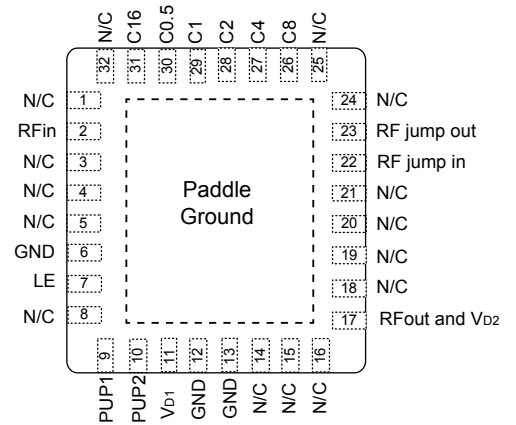 N/C C16 C0.5 C1 C2 C4 C8 N/C
32 31 30 29 28 27 26 25
N/C 1
RFin 2
N/C 3
N/C 4
N/C 5
GND 6
LE 7
N/C 8
Paddle
Ground
24 N/C
23 RF jump out
22 RF jump in
21 N/C
20 N/C
19 N/C
18 N/C
17 RFout and VD2
9 10 11 12 13 14 15 16
PUP1 PUP2 VD1 GND GND N/C N/C N/C